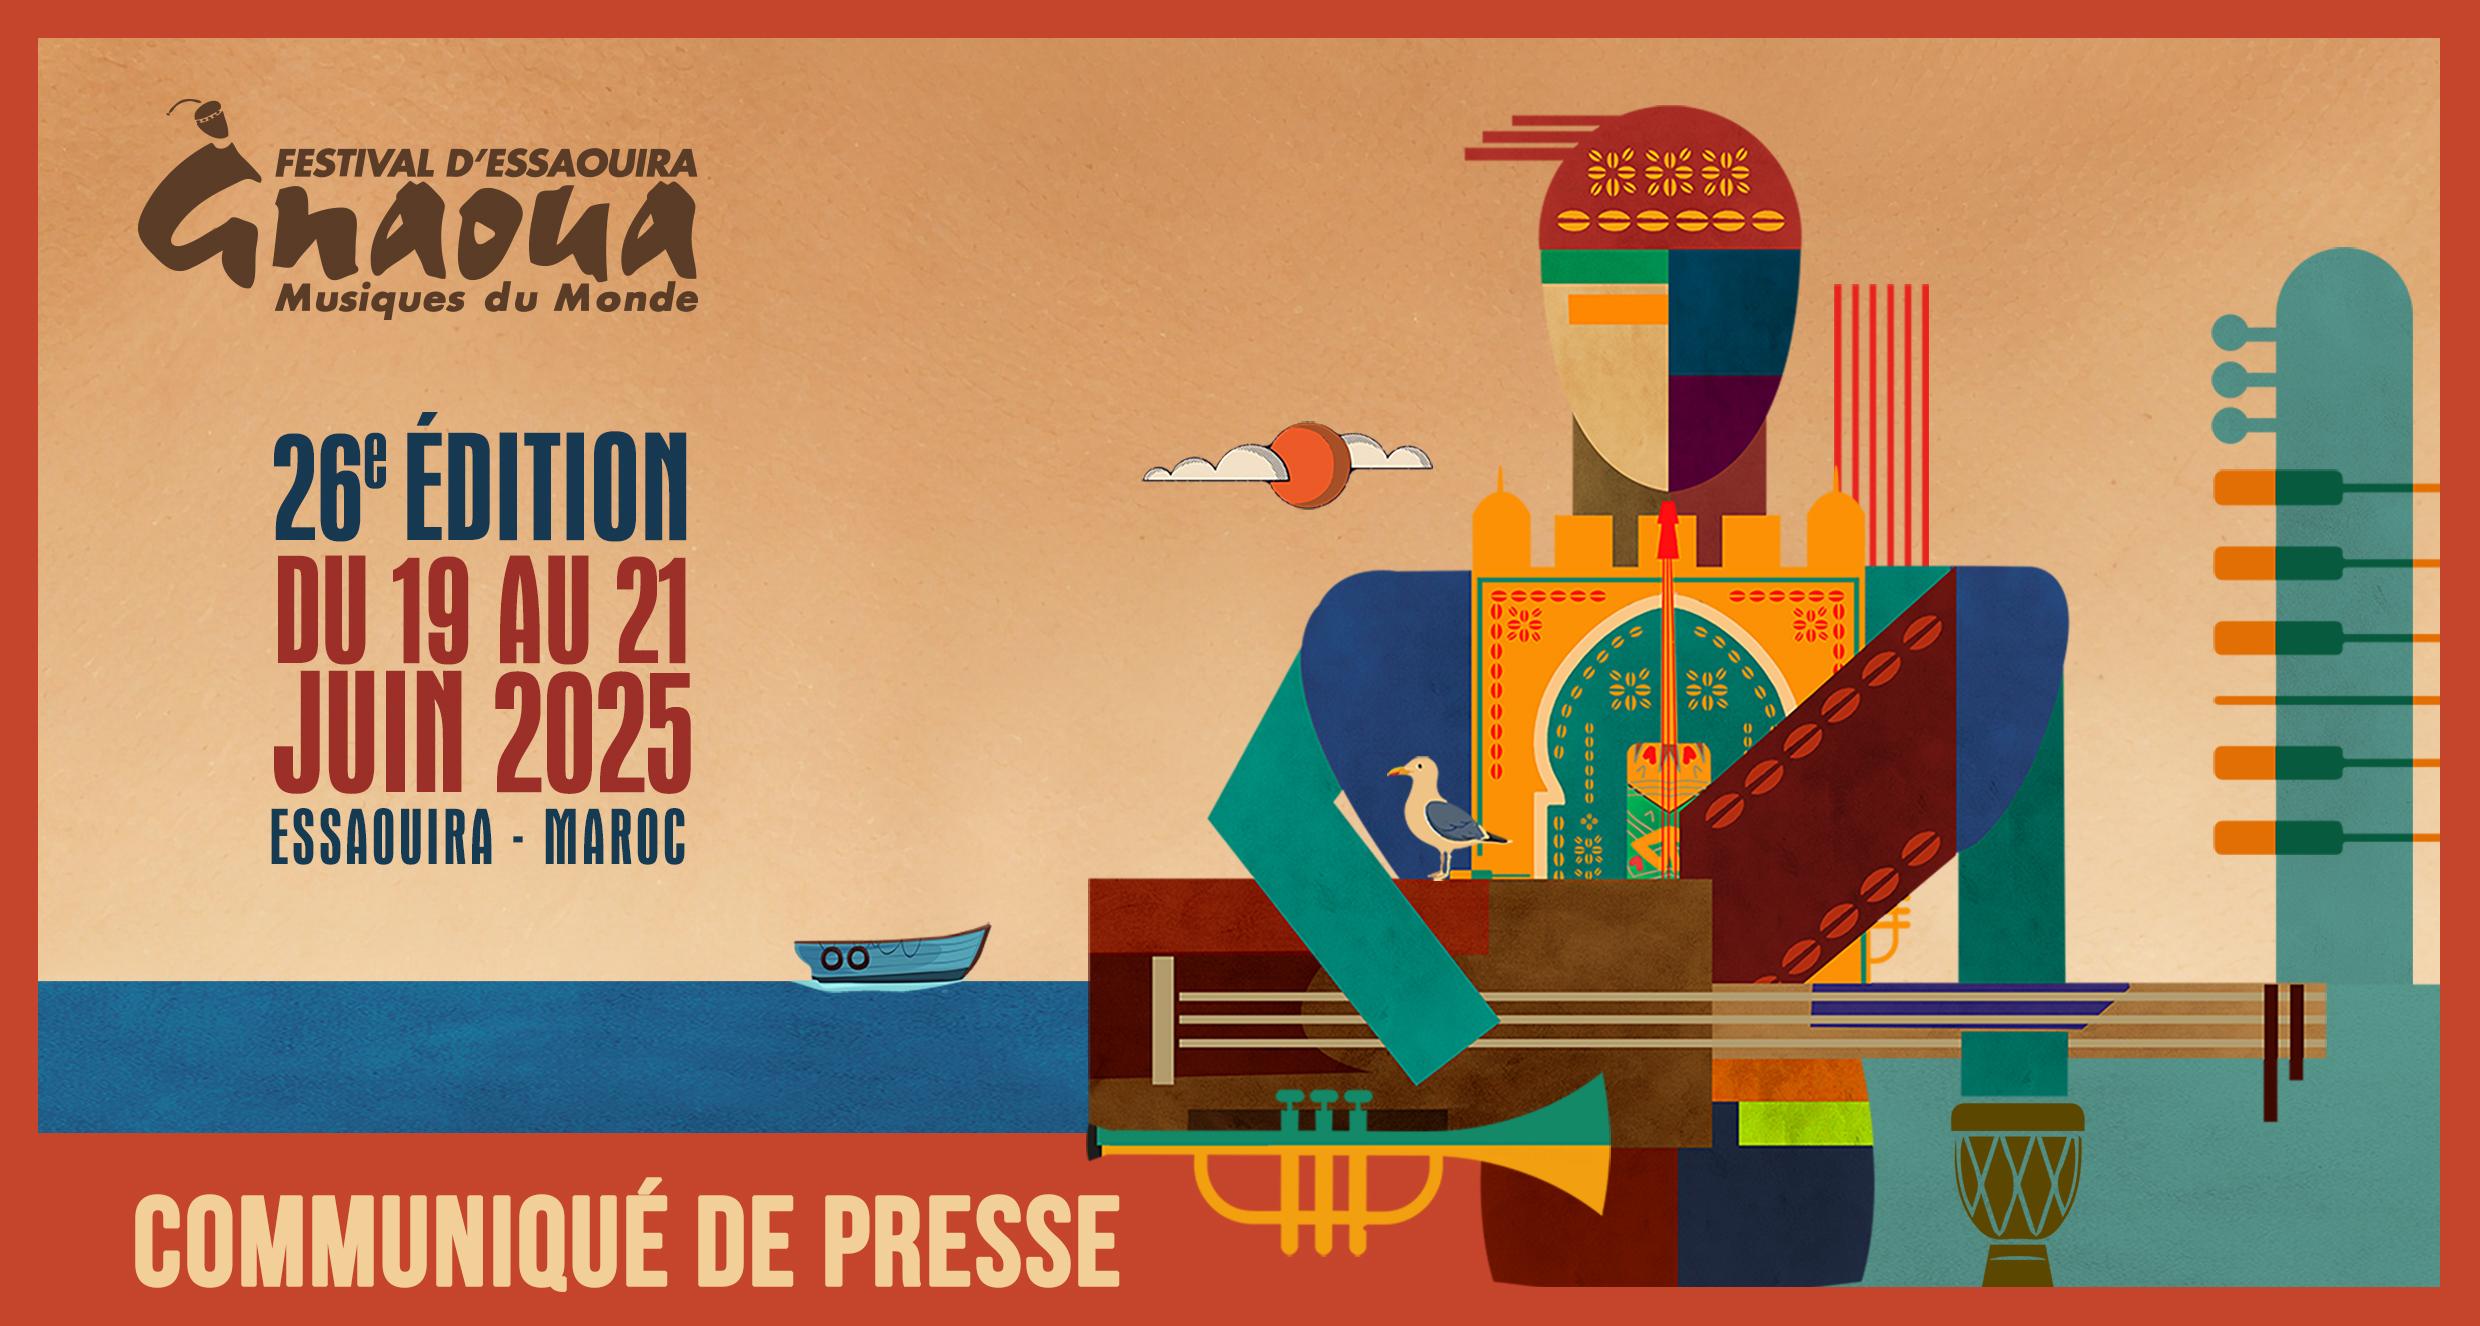 FESTIVAL D'ESSAOUIRA
Gnaoua
Musiques du Monde
26e ÉDITION
DU 19 AU 21
JUIN 2025
ESSAOUIRA - MAROC
COMMUNIQUÉ DE PRESSE